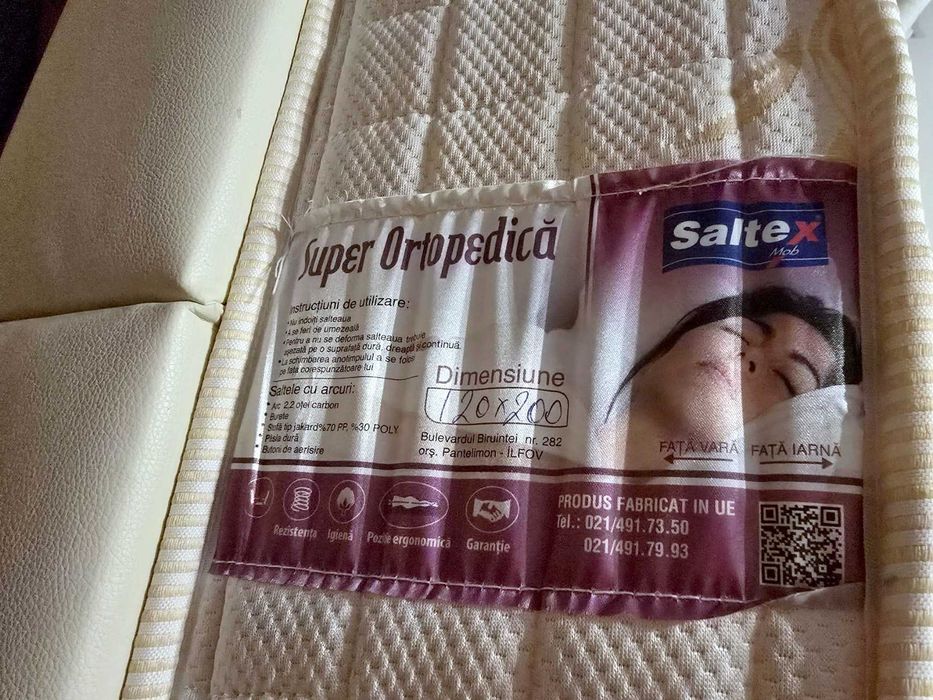 Super Ortopedică
Saltex
Mob
Instrucțiuni de utilizare:
* Nu îndoiți salteaua
* A se feri de umezeală
* Pentru a nu se deforma salteaua trebuie
așezată pe o suprafată dură, dreaptă și continuă.
* La schimbarea anotimpului a se folosi
pe fața corespunzătoare lui
Saltele cu arcuri:
* Arc 2,2 oțel carbon
* Burete
* Stofă tip jakard%70 PP, %30 POLY
* Pîsla dură
* Butoni de aerisire
Dimensiune
120x200
Bulevardul Biruinței nr. 282
orș. Pantelimon - ILFOV
FAȚĂ VARĂ FAȚĂ IARNĂ
Rezistența Igienă Poziție ergonomică Garanție
PRODUS FABRICAT IN UE
Tel.: 021/491.73.50
021/491.79.93